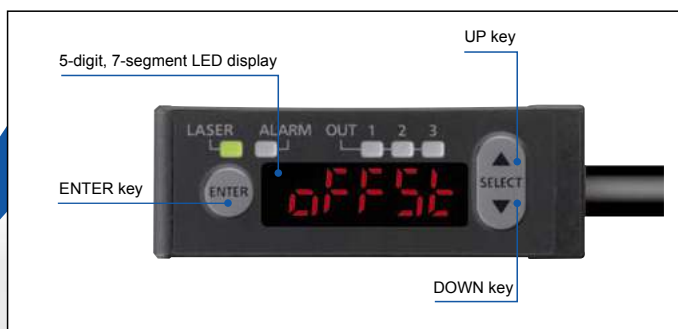 UP key
5-digit, 7-segment LED display
LASER ALARM OUT 1 2 3
ENTER key
ENTER
oFFSt
SELECT
DOWN key